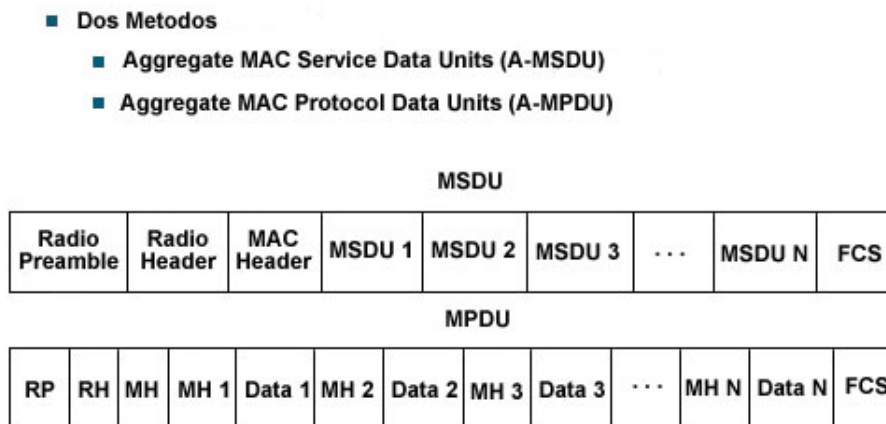 Dos Metodos
Aggregate MAC Service Data Units (A-MSDU)
Aggregate MAC Protocol Data Units (A-MPDU)
MSDU
Radio Preamble Radio Header MAC Header MSDU 1 MSDU 2 MSDU 3 ... MSDU N FCS
MPDU
RP RH MH MH 1 Data 1 MH 2 Data 2 MH 3 Data 3 ... MH N Data N FCS